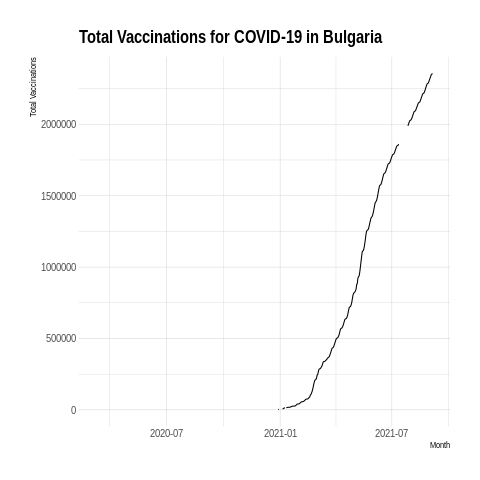 Total Vaccinations for COVID-19 in Bulgaria
Total Vaccinations
2000000
1500000
1000000
500000
0
2020-07
2021-01
2021-07
Month